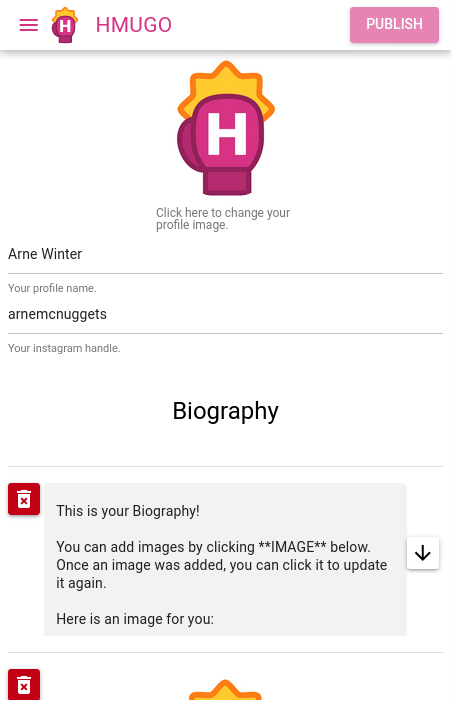 H HMUGO PUBLISH
H
Click here to change your
profile image.
Arne Winter
Your profile name.
arnemcnuggets
Your instagram handle.
Biography
This is your Biography!
You can add images by clicking **IMAGE** below.
Once an image was added, you can click it to update
it again.
Here is an image for you: